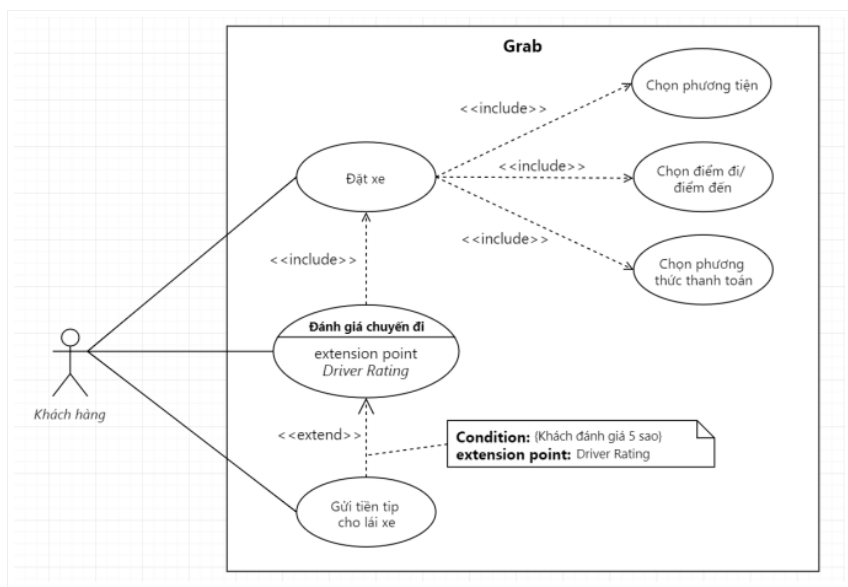 Grab
Chọn phương tiện
<<include>>
<<include>>
Đặt xe
Chọn điểm đi/
điểm đến
<<include>>
<<include>>
Chọn phương
thức thanh toán
Đánh giá chuyến đi
extension point
Driver Rating
Khách hàng
<<extend>>
Condition: (Khách đánh giá 5 sao)
extension point: Driver Rating
Gửi tiền tip
cho lái xe